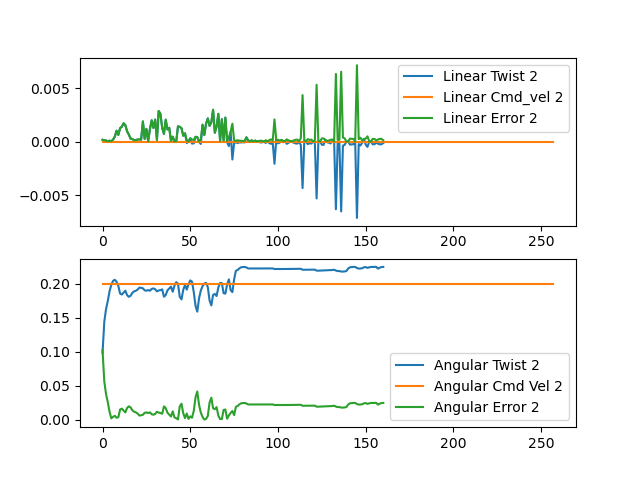 0.005
0.000
−0.005
Linear Twist 2
Linear Cmd_vel 2
Linear Error 2
0 50 100 150 200 250
0.20
0.15
0.10
0.05
0.00
Angular Twist 2
Angular Cmd Vel 2
Angular Error 2
0 50 100 150 200 250